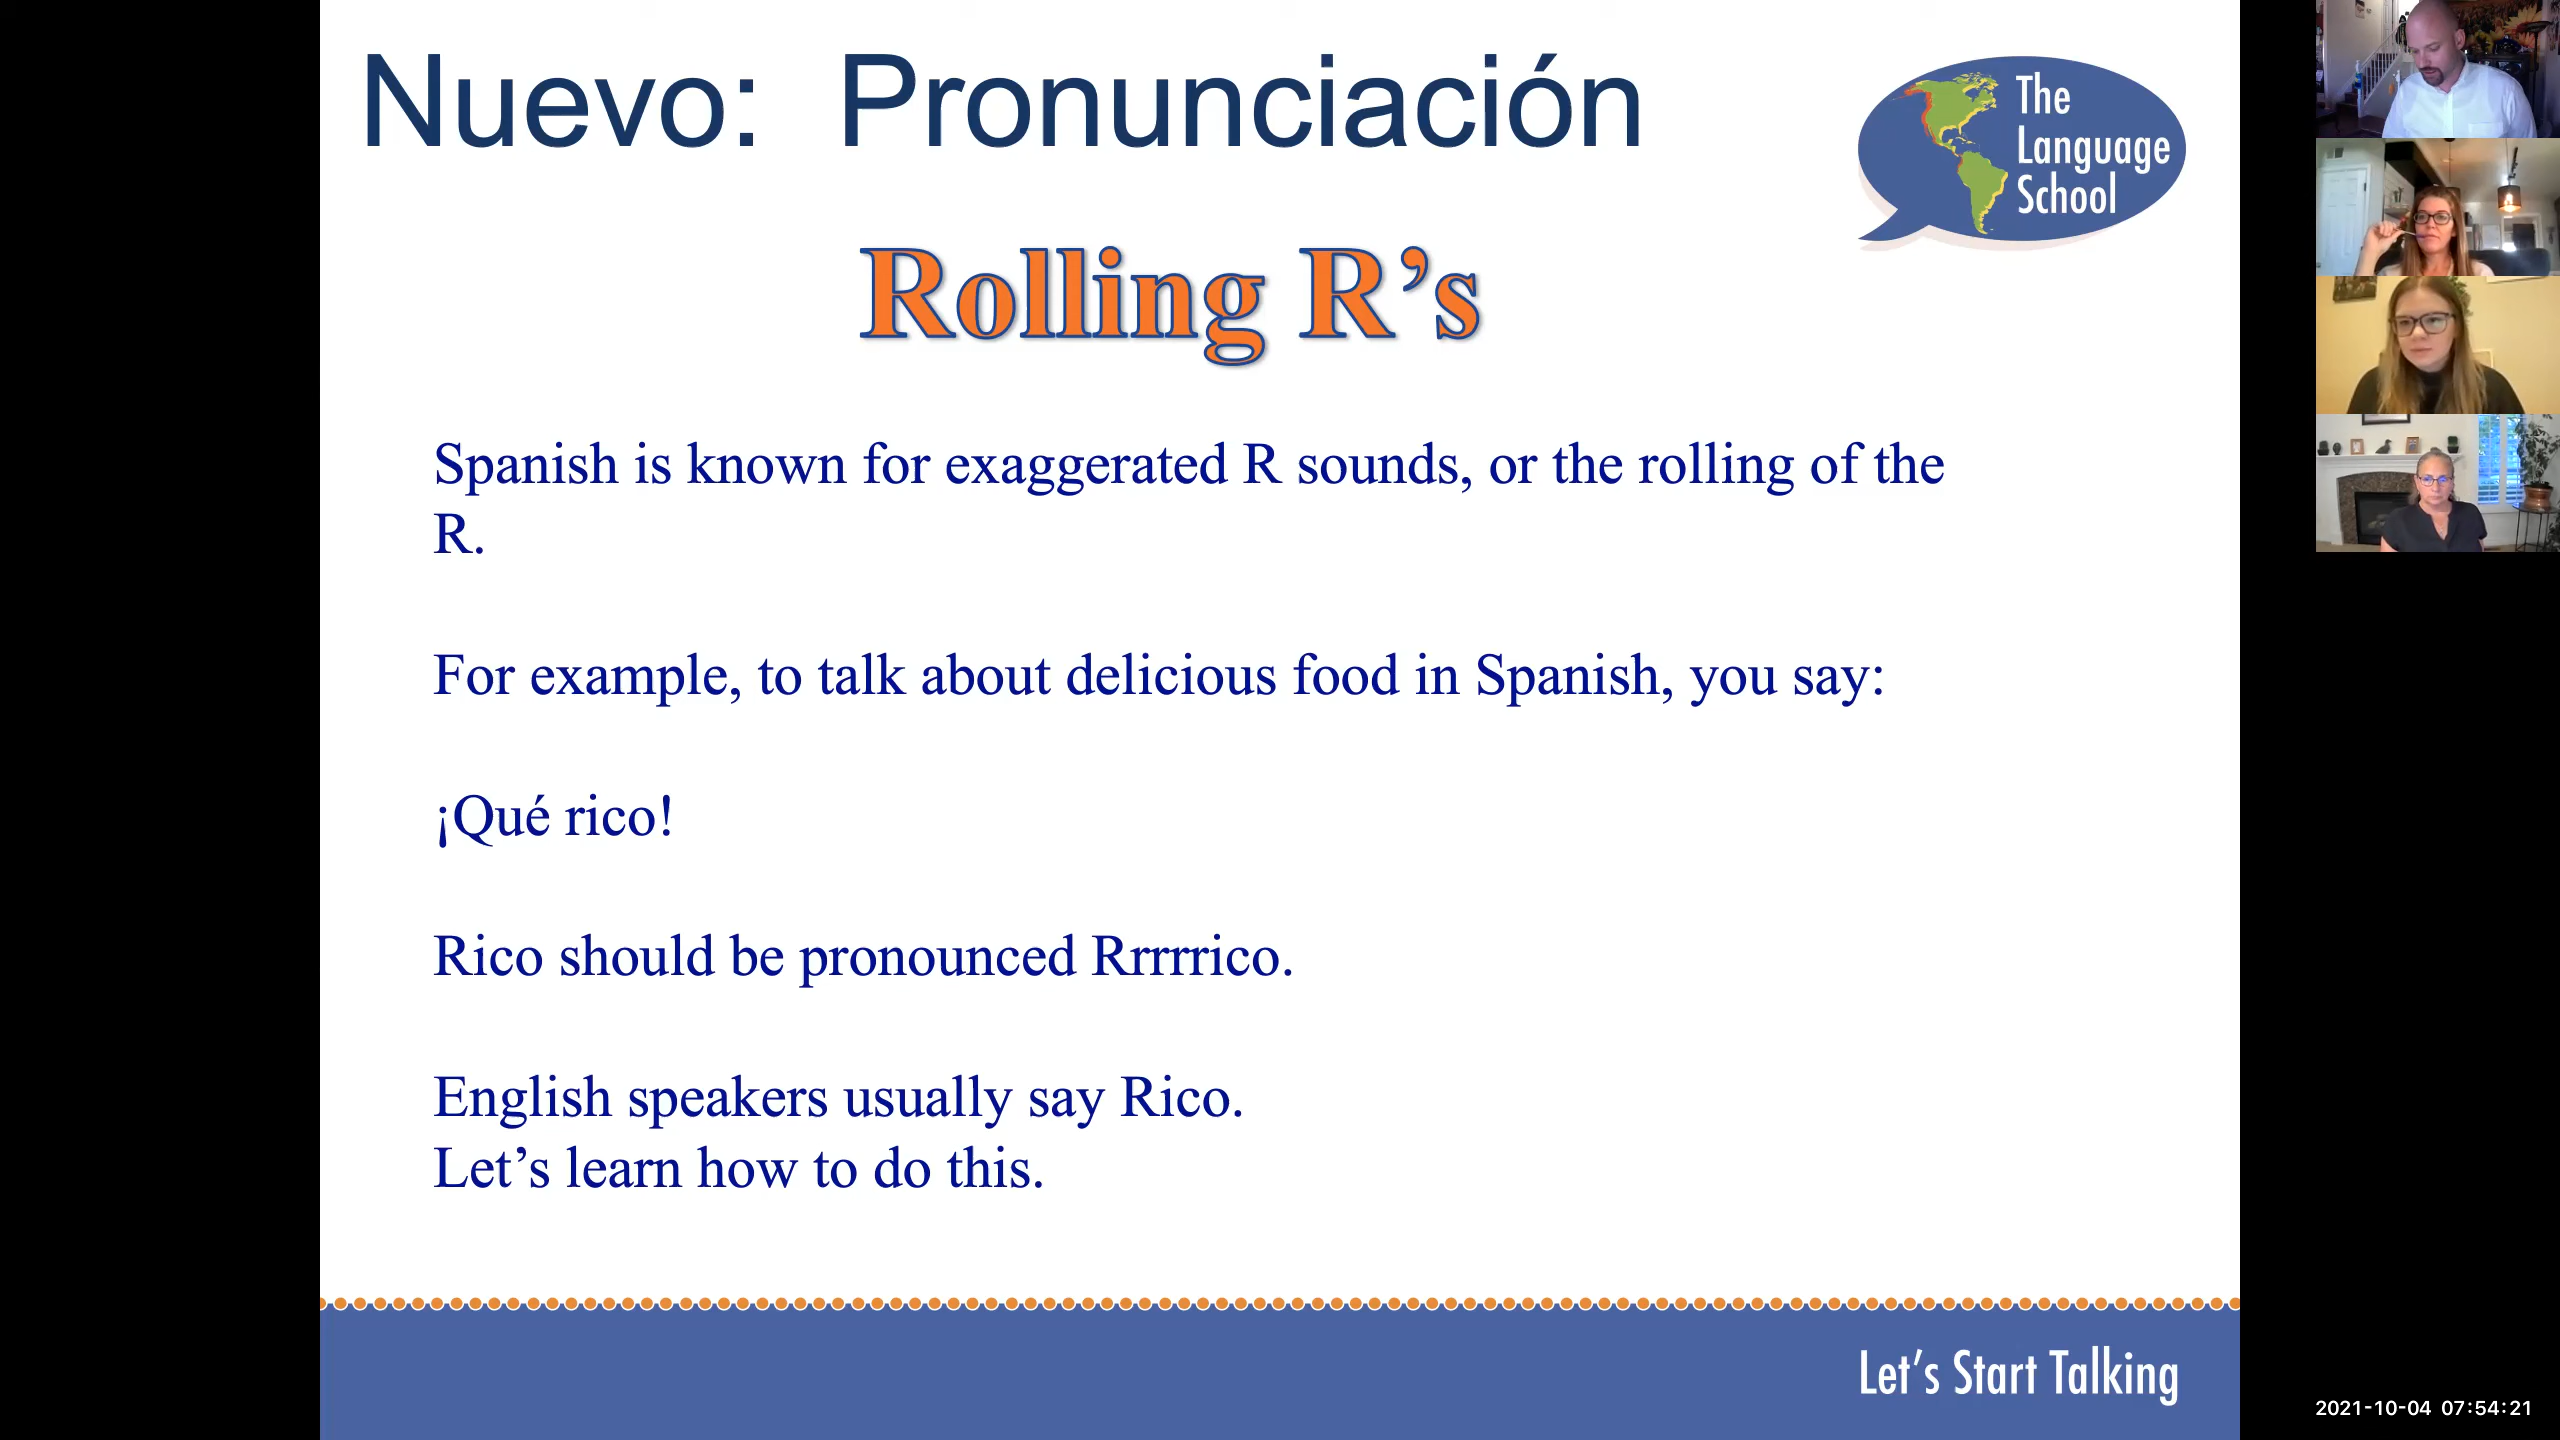 Nuevo: Pronunciación
The
Language
School
Rolling R’s
Spanish is known for exaggerated R sounds, or the rolling of the
R.
For example, to talk about delicious food in Spanish, you say:
¡Qué rico!
Rico should be pronounced Rrrrrico.
English speakers usually say Rico.
Let’s learn how to do this.
Let’s Start Talking
2021-10-04 07:54:21